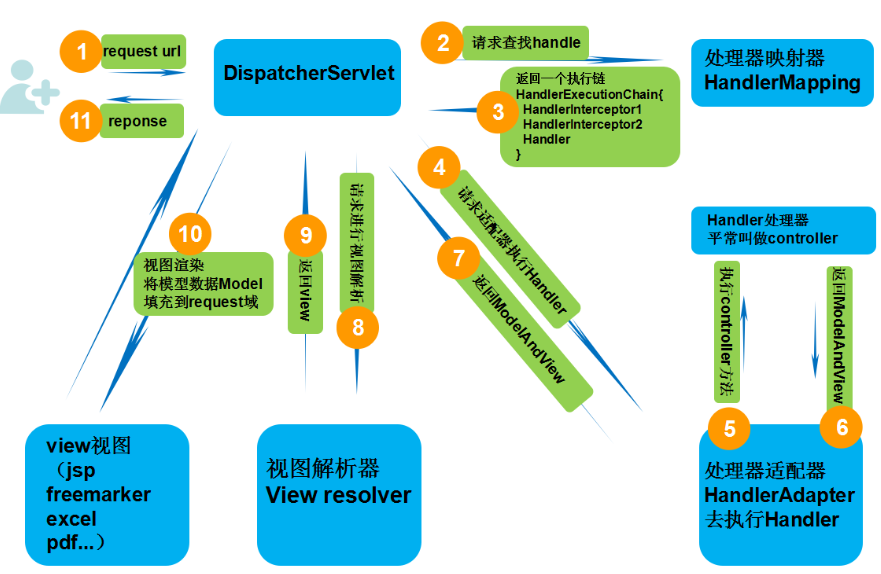 1
request url
DispatcherServlet
2
请求查找handle
处理器映射器
HandlerMapping
3
返回一个执行链
HandlerExecutionChain{
HandlerInterceptor1
HandlerInterceptor2
Handler
}
11
reponse
4
请求适配器执行Handler
Handler处理器
平常叫做controller
5
执行controller方法
6
返回ModelAndView
处理器适配器
HandlerAdapter
去执行Handler
7
返回ModelAndView
8
请求进行视图解析
9
返回view
10
视图渲染
将模型数据Model
填充到request域
view视图
（jsp
freemarker
excel
pdf...）
视图解析器
View resolver